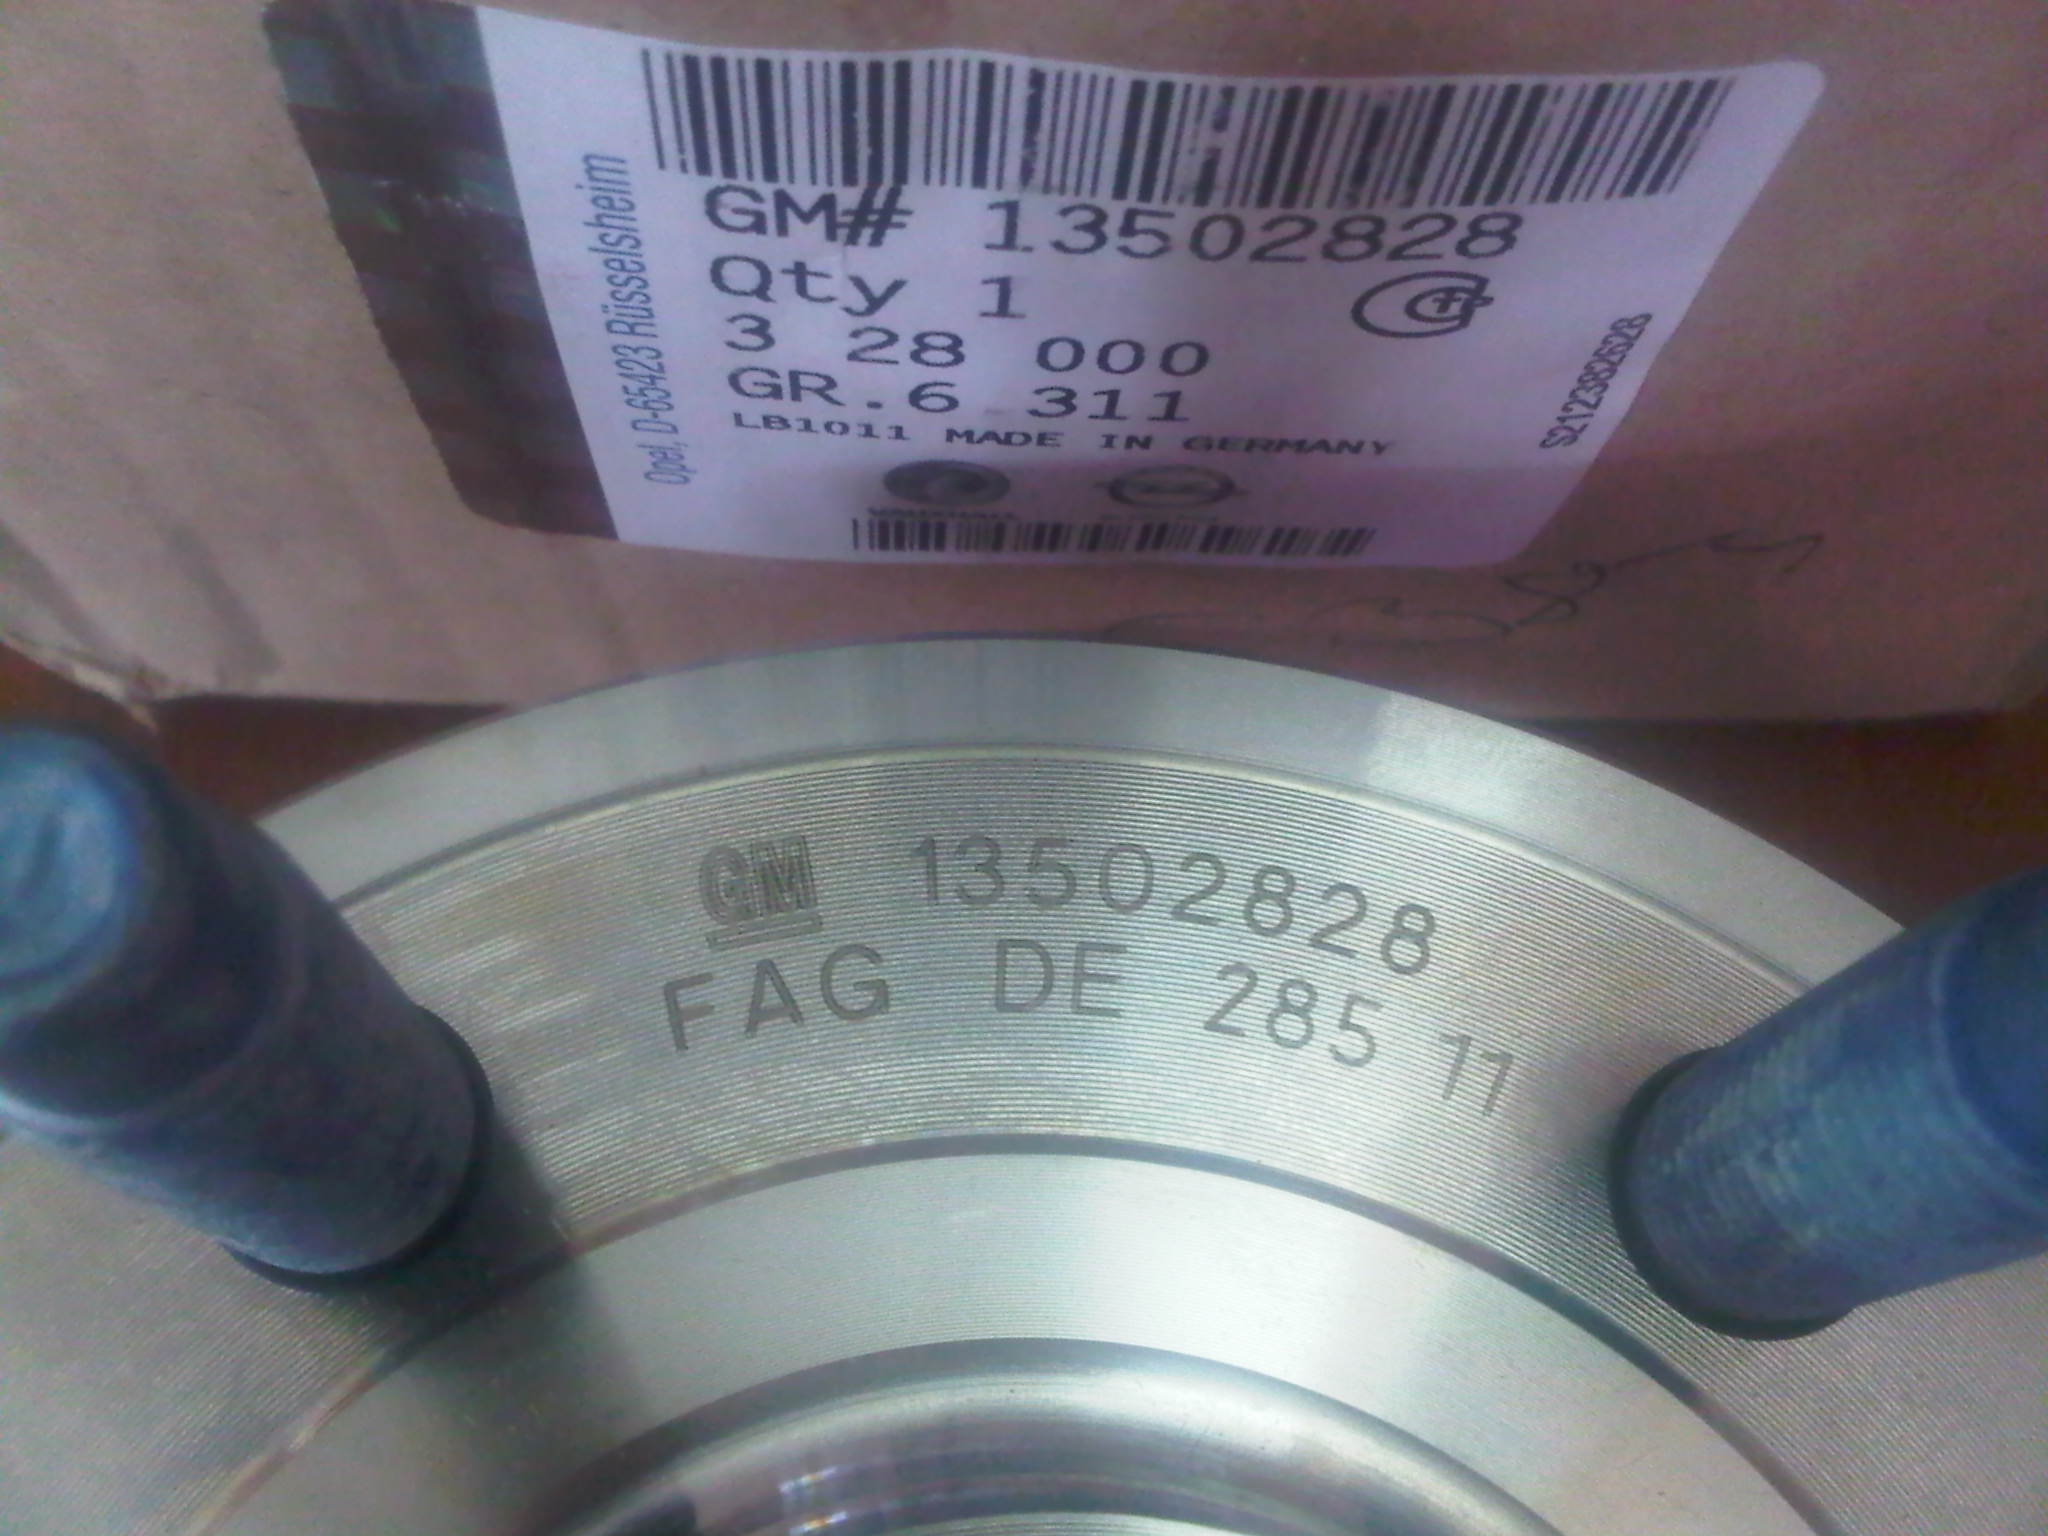 GM# 13502828
Qty 1
3 28 000
GR.6 311
LB1011 MADE IN GERMANY
Opel, D-65423 Rüsselsheim
S212382628
GM 13502828
FAG DE 285 11